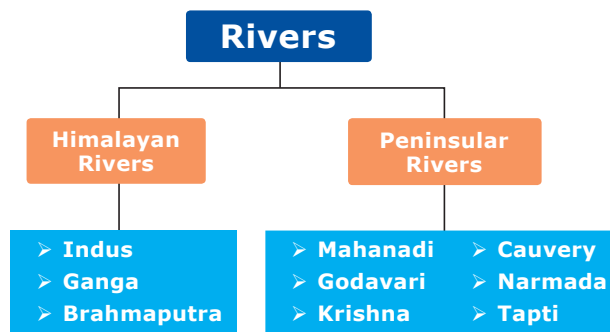 Rivers
Himalayan
Rivers
Peninsular
Rivers
➢ Indus
➢ Ganga
➢ Brahmaputra
➢ Mahanadi
➢ Godavari
➢ Krishna
➢ Cauvery
➢ Narmada
➢ Tapti